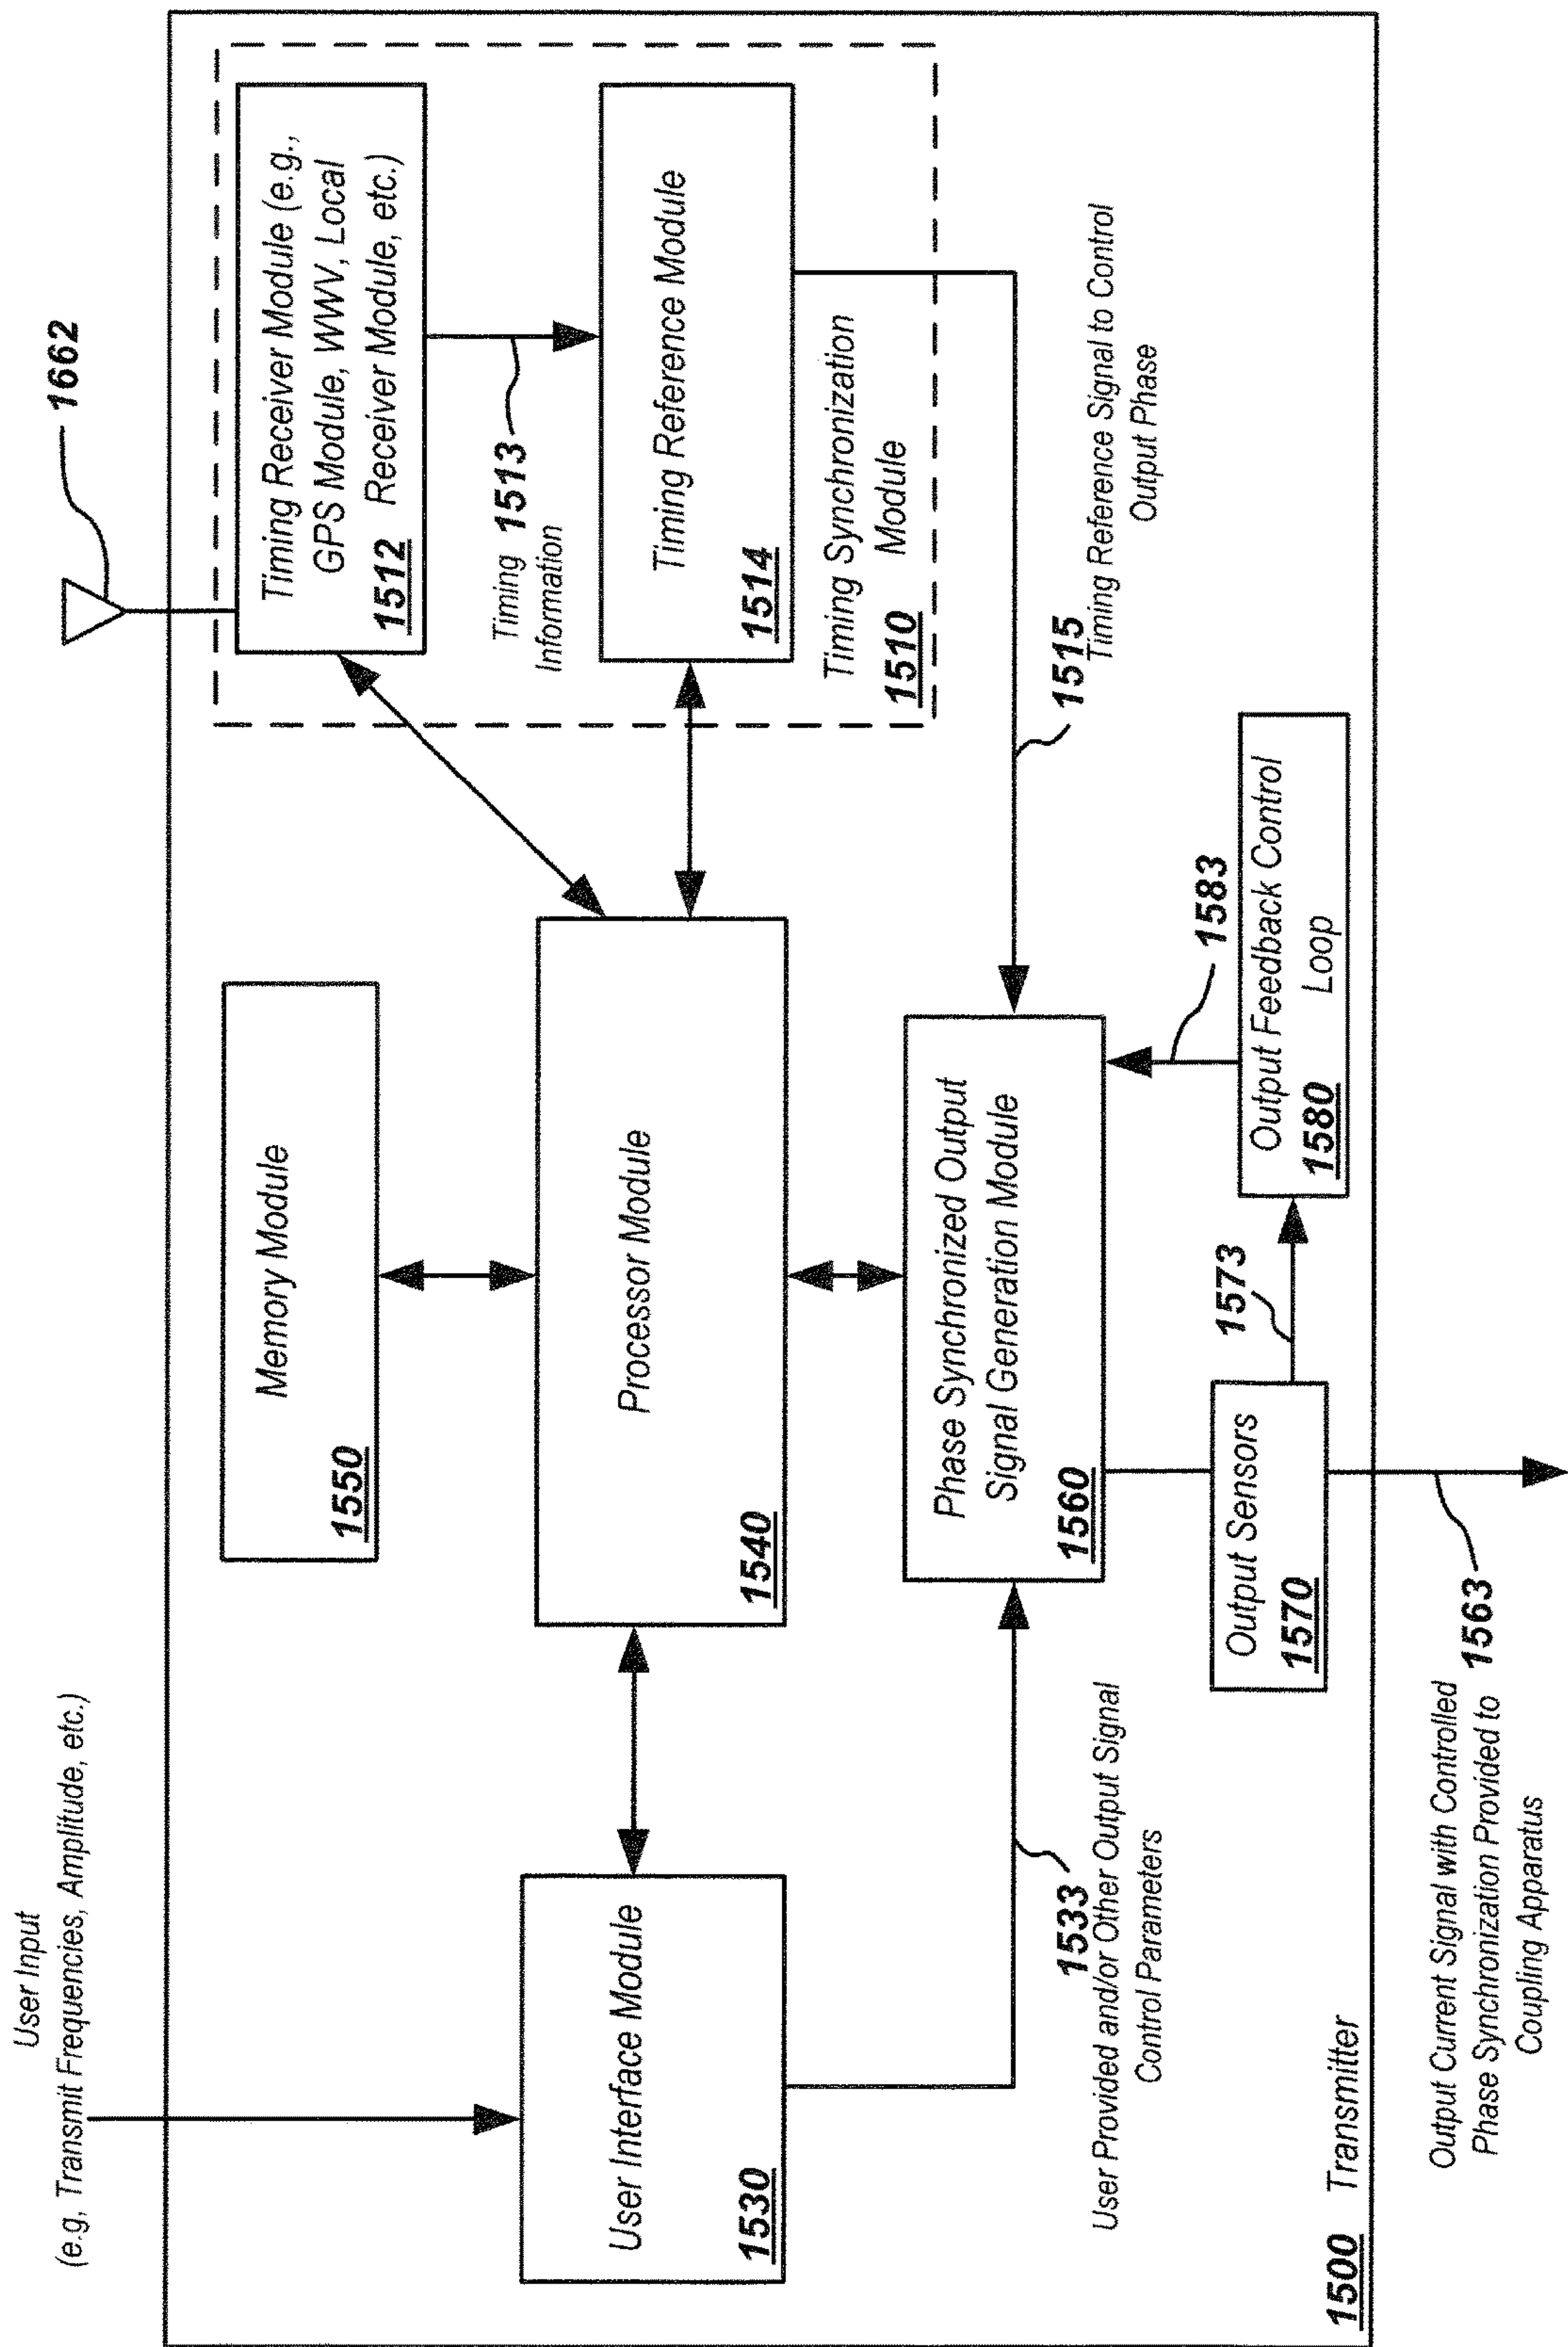 User Input
(e.g, Transmit Frequencies, Amplitude, etc.)
1662
Timing Receiver Module (e.g.,
GPS Module, WWV, Local
1512 Receiver Module, etc.)
Timing 1513
Information
Timing Reference Module
1514
Timing Synchronization
Module
1510
Memory Module
1550
Processor Module
1540
User Interface Module
1530
1515
Timing Reference Signal to Control
Output Phase
Phase Synchronized Output
Signal Generation Module
1560
1533
User Provided and/or Other Output Signal
Control Parameters
1583
Output Feedback Control
1580 Loop
1573
Output Sensors
1570
1500 Transmitter
Output Current Signal with Controlled
Phase Synchronization Provided to 1563
Coupling Apparatus